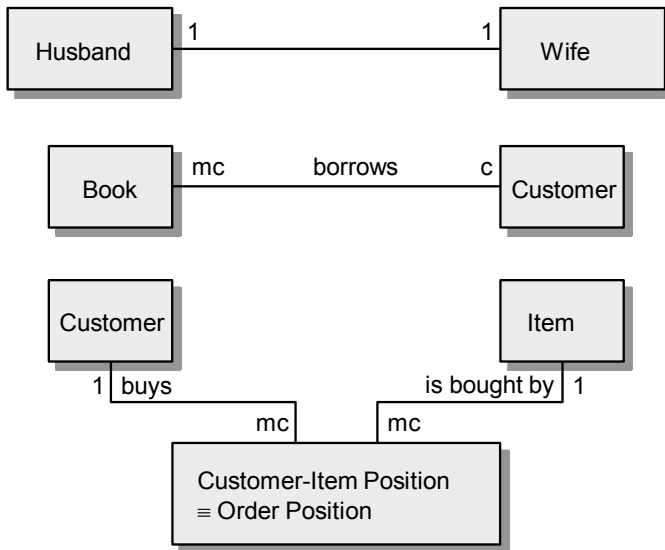 Husband 1 1 Wife
Book mc borrows c Customer
Customer Item
1 buys is bought by 1
mc mc
Customer-Item Position
≡ Order Position